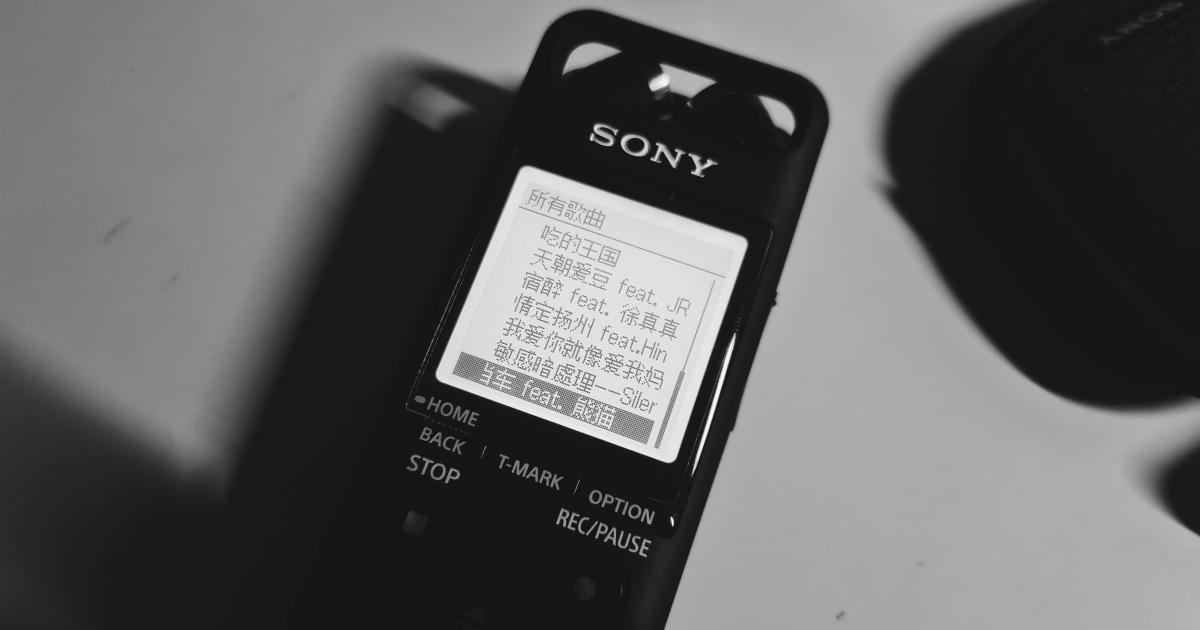 SONY
所有歌曲
吃的王国
天朝爱豆 feat. JR
宿醉 feat. 徐真真
情定扬州 feat.Hin
我爱你就像爱我妈
敏感暗處理——Siler
feat.
HOME
BACK
T-MARK
OPTION
STOP
REC/PAUSE
SONY